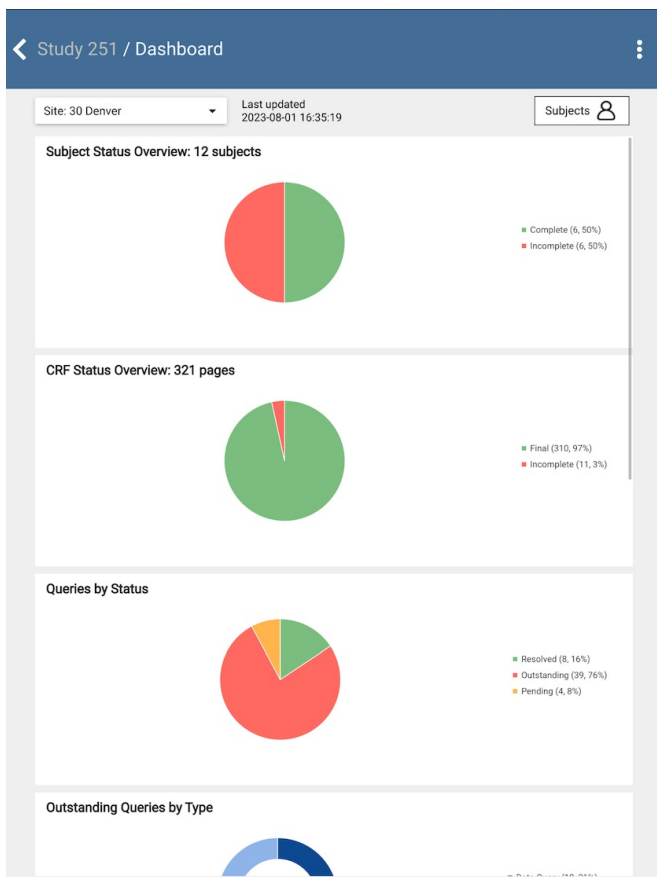 Study 251 / Dashboard
Site: 30 Denver
Last updated
2023-08-01 16:35:19
Subjects
Subject Status Overview: 12 subjects
Complete (6, 50%)
Incomplete (6, 50%)
CRF Status Overview: 321 pages
Final (310, 97%)
Incomplete (11, 3%)
Queries by Status
Resolved (8, 16%)
Outstanding (39, 76%)
Pending (4, 8%)
Outstanding Queries by Type